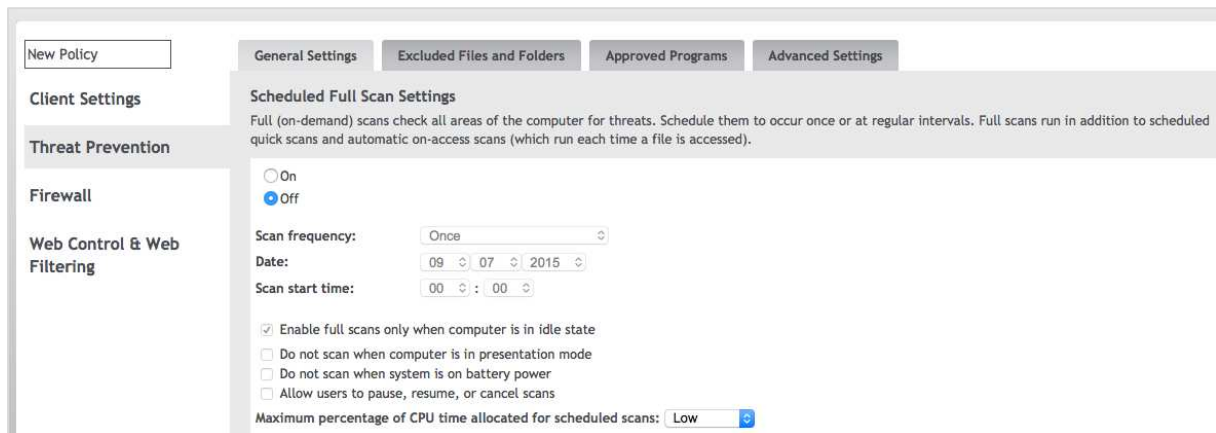 New Policy
General Settings
Excluded Files and Folders
Approved Programs
Advanced Settings
Client Settings
Threat Prevention
Firewall
Web Control & Web
Filtering
Scheduled Full Scan Settings
Full (on-demand) scans check all areas of the computer for threats. Schedule them to occur once or at regular intervals. Full scans run in addition to scheduled
quick scans and automatic on-access scans (which run each time a file is accessed).
On
Off
Scan frequency: Once
Date: 09 07 2015
Scan start time: 00 : 00
Enable full scans only when computer is in idle state
Do not scan when computer is in presentation mode
Do not scan when system is on battery power
Allow users to pause, resume, or cancel scans
Maximum percentage of CPU time allocated for scheduled scans: Low